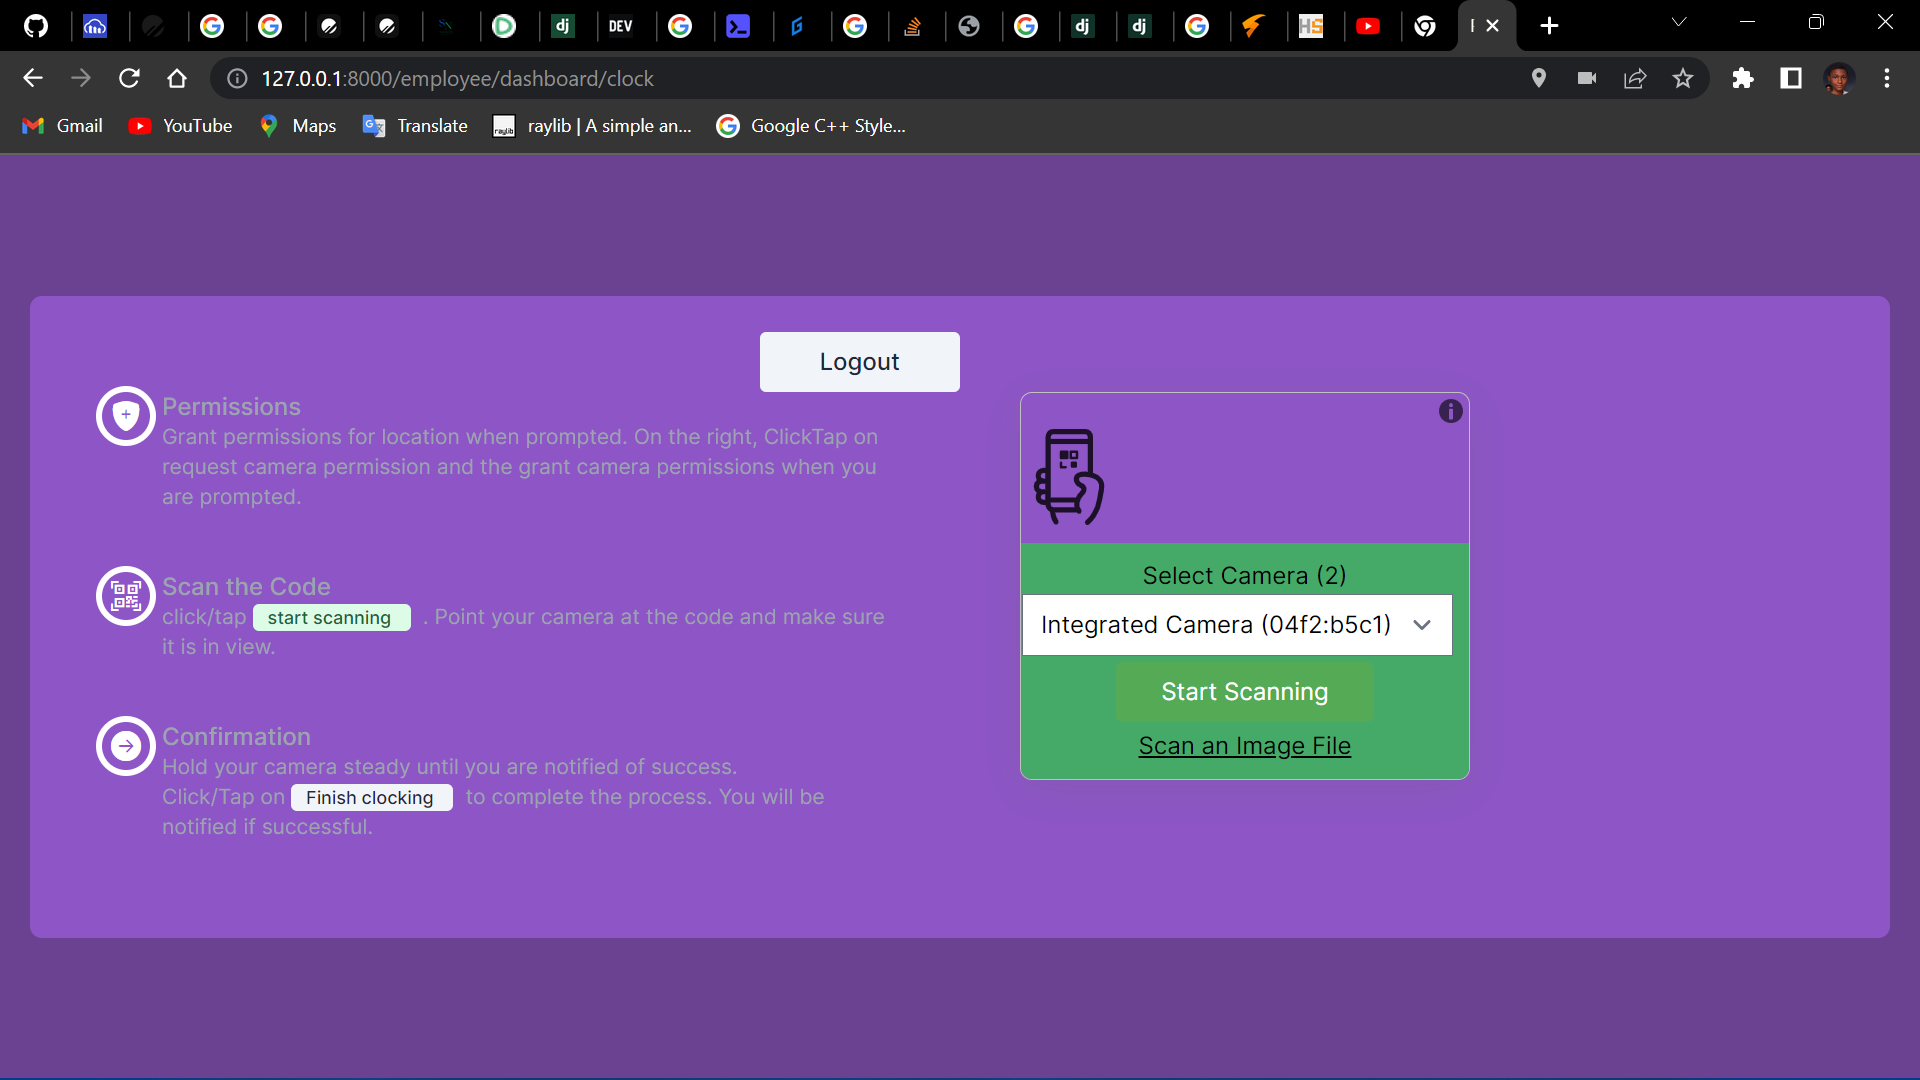 DEV
HS
127.0.0.1:8000/employee/dashboard/clock
Gmail YouTube Maps Translate raylib raylib | A simple an... Google C++ Style...
Logout
Permissions
Grant permissions for location when prompted. On the right, ClickTap on
request camera permission and the grant camera permissions when you
are prompted.
Scan the Code
click/tap start scanning . Point your camera at the code and make sure
it is in view.
Confirmation
Hold your camera steady until you are notified of success.
Click/Tap on Finish clocking to complete the process. You will be
notified if successful.
Select Camera (2)
Integrated Camera (04f2:b5c1)
Start Scanning
Scan an Image File